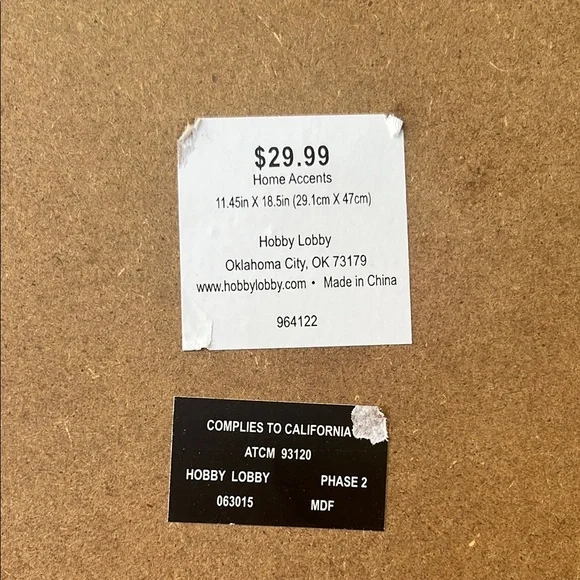 $29.99
Home Accents
11.45in X 18.5in (29.1cm X 47cm)
Hobby Lobby
Oklahoma City, OK 73179
www.hobbylobby.com • Made in China
964122
COMPLIES TO CALIFORNIA
ATCM 93120
HOBBY LOBBY PHASE 2
063015 MDF